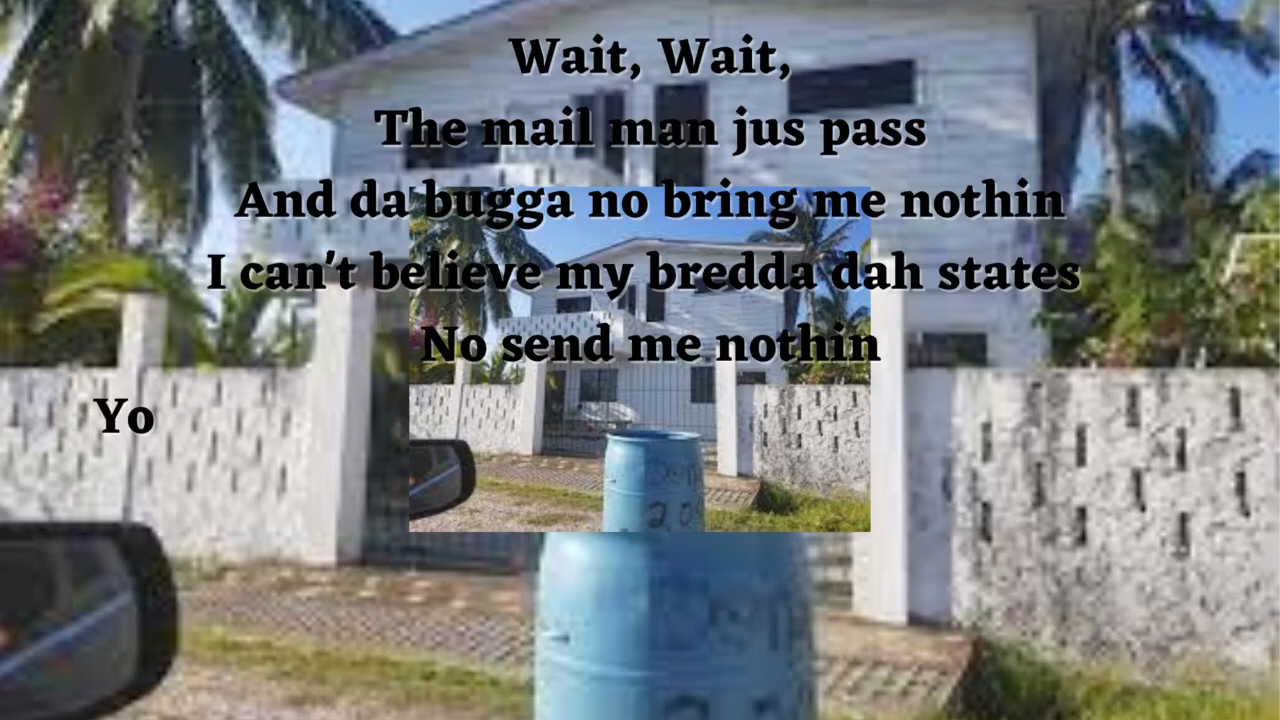 Wait, Wait,
The mail man jus pass
And da bugga no bring me nothin
I can't believe my bredda dah states
No send me nothin
Yo